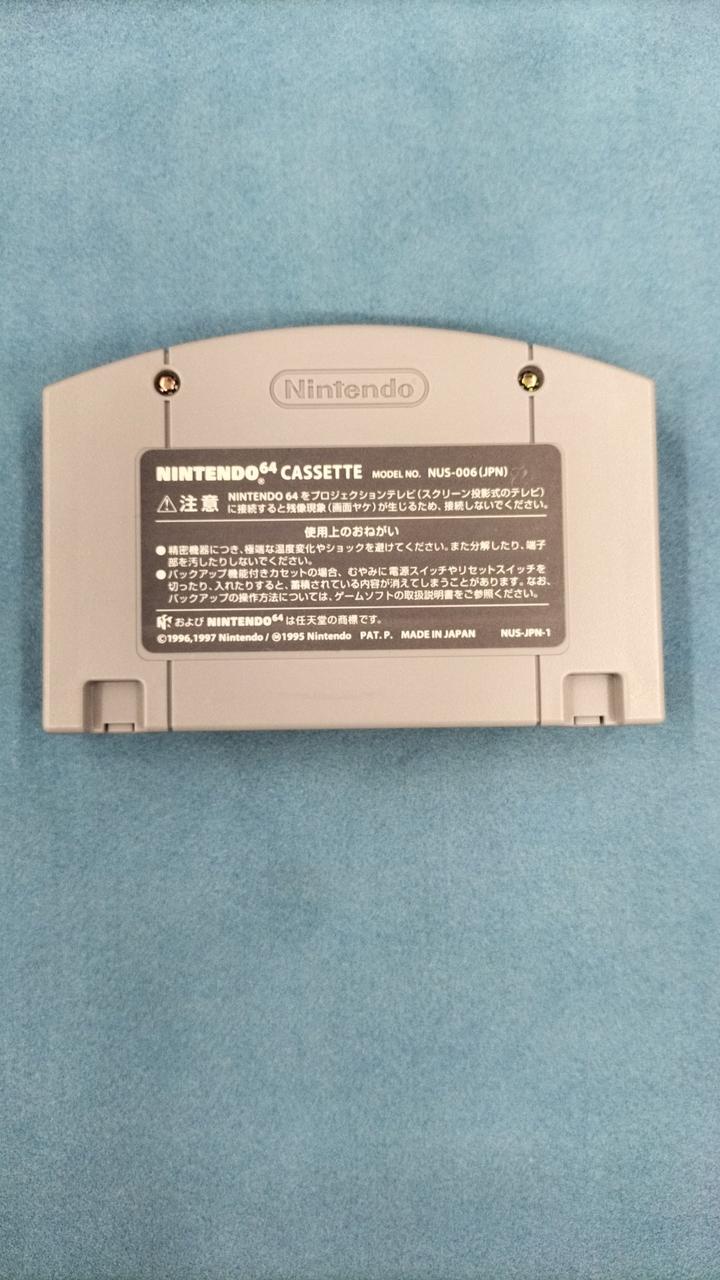 Nintendo
NINTENDO64 CASSETTE MODEL NO. NUS-006(JPN)
⚠注意 NINTENDO 64をプロジェクションテレビ(スクリーン投影式のテレビ)
に接続すると残像現象(画面ヤケ)が生じるため、接続しないでください。
使用上のおねがい
●精密機器につき、極端な温度変化やショックを避けてください。また分解したり、端子
部を汚したりしないでください。
●バックアップ機能付きカセットの場合、むやみに電源スイッチやリセットスイッチを
切ったり、入れたりすると、蓄積されている内容が消えてしまうことがあります。なお、
バックアップの操作方法については、ゲームソフトの取扱説明書をご参照ください。
および NINTENDO64は任天堂の商標です。
©1996,1997 Nintendo/Ⓜ1995 Nintendo PAT.P. MADE IN JAPAN NUS-JPN-1